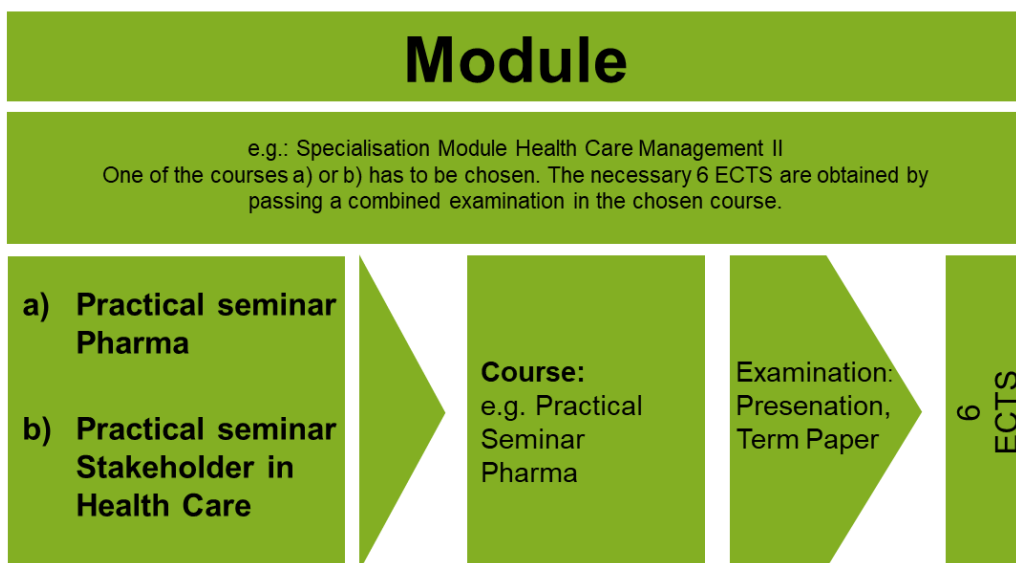 Module
e.g.: Specialisation Module Health Care Management II
One of the courses a) or b) has to be chosen. The necessary 6 ECTS are obtained by
passing a combined examination in the chosen course.
a) Practical seminar
Pharma
b) Practical seminar
Stakeholder in
Health Care
Course:
e.g. Practical
Seminar
Pharma
Examination:
Presenation,
Term Paper
6
ECTS